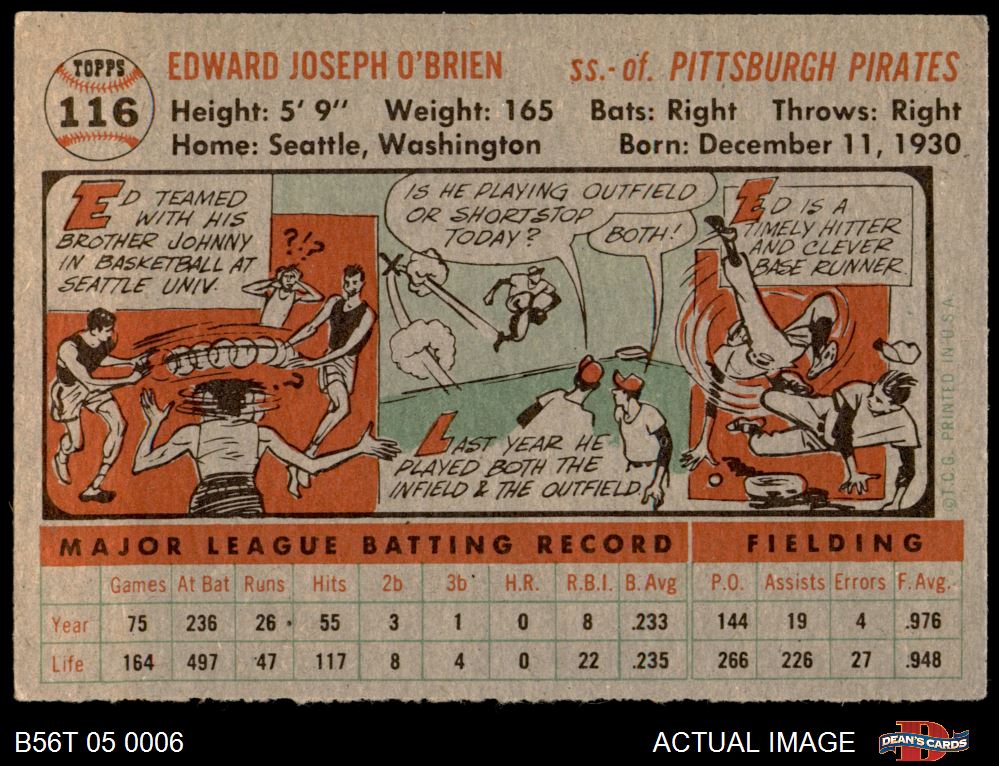 TOPPS
116
EDWARD JOSEPH O'BRIEN ss.-of. PITTSBURGH PIRATES
Height: 5' 9" Weight: 165 Bats: Right Throws: Right
Home: Seattle, Washington Born: December 11, 1930
ED TEAMED
WITH HIS
BROTHER JOHNNY
IN BASKETBALL AT
SEATTLE UNIV.
?!?
?
IS HE PLAYING OUTFIELD
OR SHORTSTOP
TODAY?
BOTH!
LAST YEAR HE
PLAYED BOTH THE
INFIELD & THE OUTFIELD.
ED IS A
TIMELY HITTER
AND CLEVER
BASE RUNNER.
©T.C.G. PRINTED IN U.S.A.
MAJOR LEAGUE BATTING RECORD FIELDING
Games At Bat Runs Hits 2b 3b H.R. R.B.I. B. Avg P.O. Assists Errors F. Avg.
Year 75 236 26 55 3 1 0 8 .233 144 19 4 .976
Life 164 497 47 117 8 4 0 22 .235 266 226 27 .948
B56T 05 0006 ACTUAL IMAGE DEAN'S CARDS